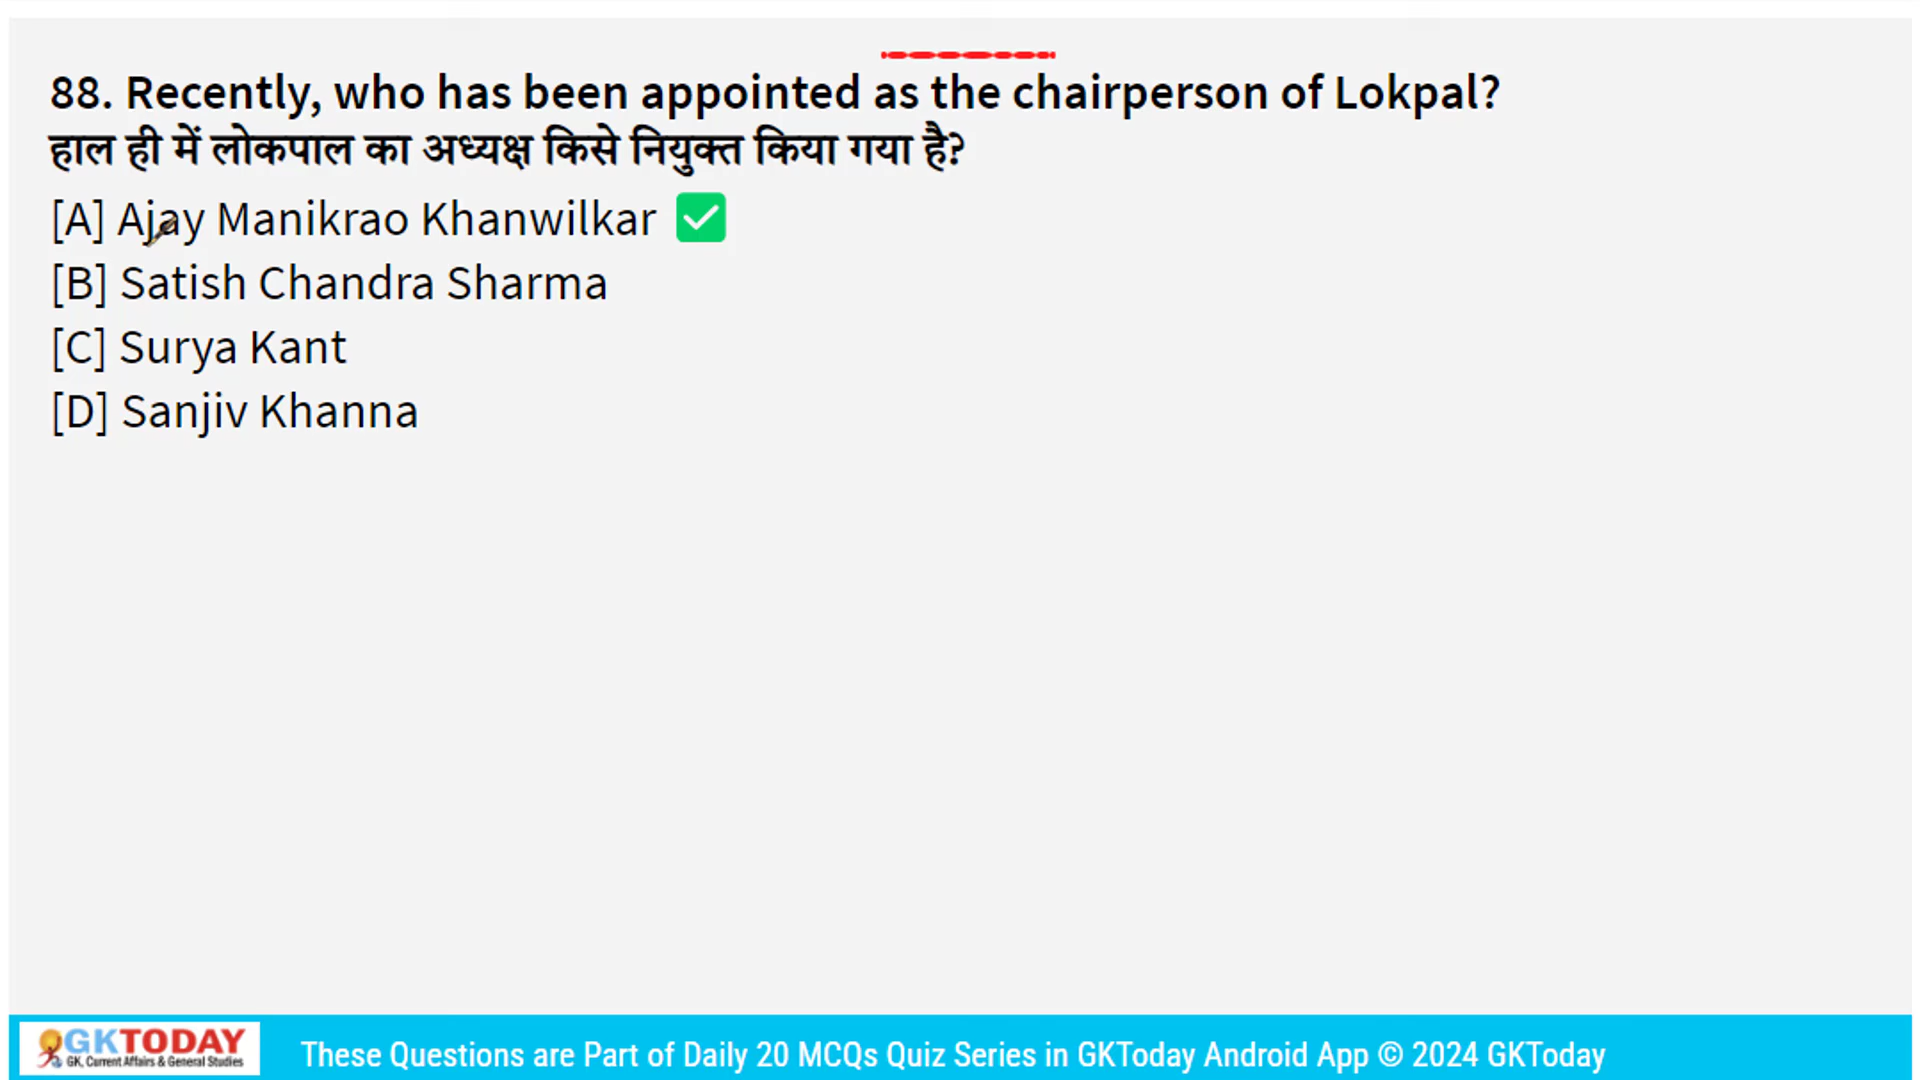 88. Recently, who has been appointed as the chairperson of Lokpal?
हाल ही में लोकपाल का अध्यक्ष किसे नियुक्त किया गया है?
[A] Ajay Manikrao Khanwilkar
[B] Satish Chandra Sharma
[C] Surya Kant
[D] Sanjiv Khanna
GKTODAY
GK, Current Affairs & General Studies
These Questions are Part of Daily 20 MCQs Quiz Series in GKToday Android App © 2024 GKToday